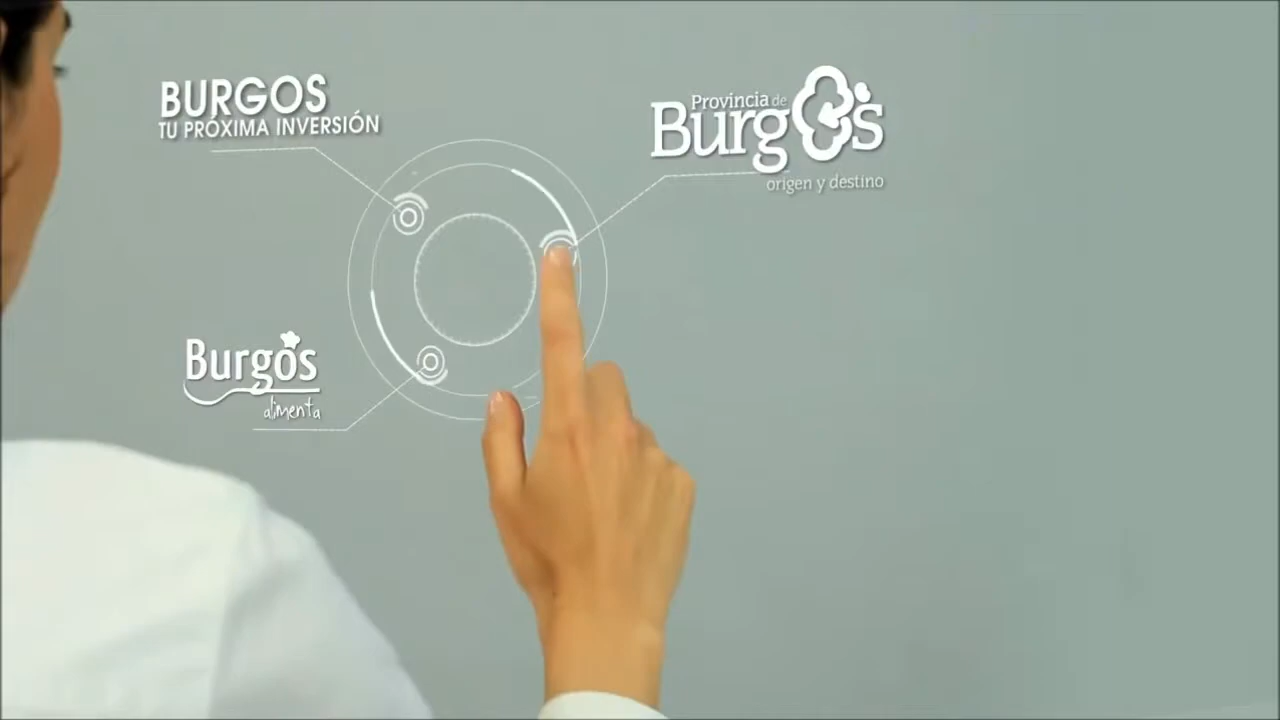 BURGOS
TU PRÓXIMA INVERSIÓN
Provincia de
Burgos
origen y destino
Burgos
alimenta